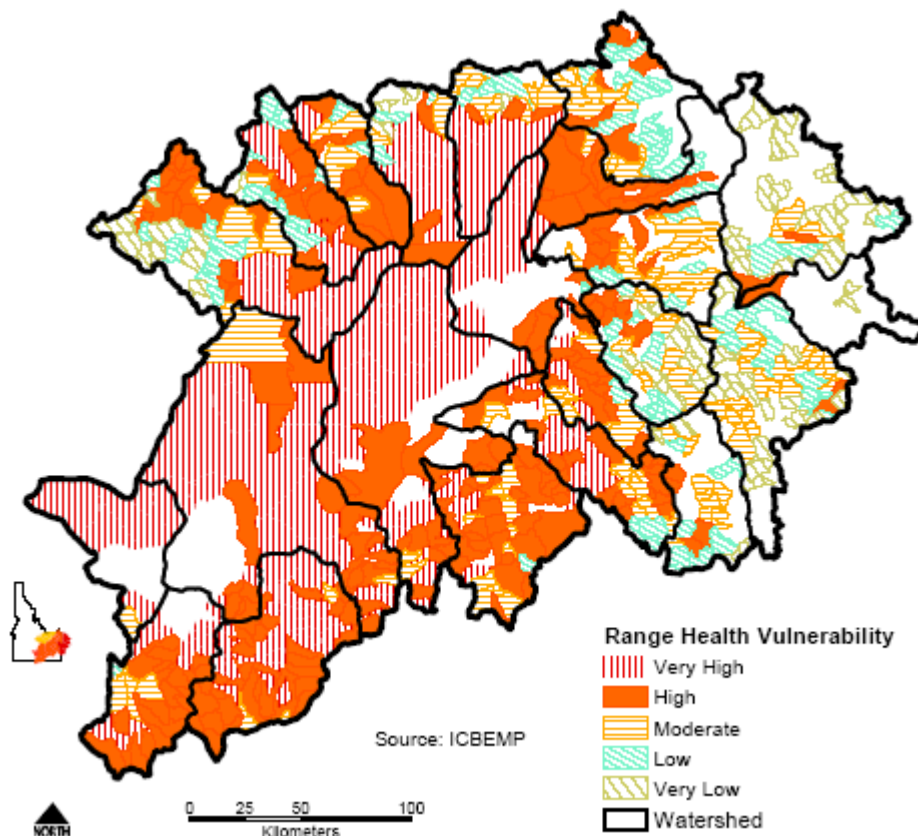 Range Health Vulnerability
Very High
High
Moderate
Low
Very Low
Watershed
Source: ICBEMP
NORTH
0 25 50 100
Kilometers